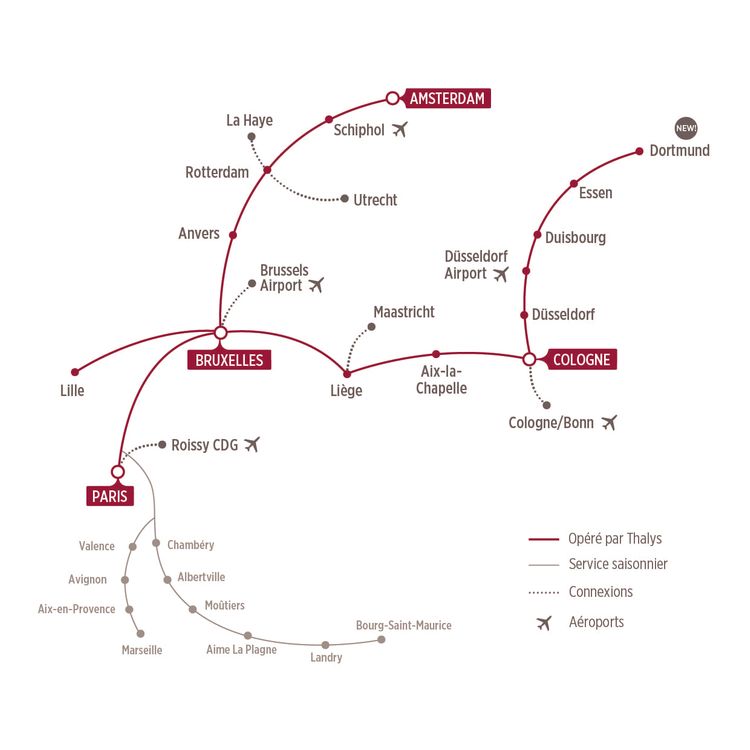 AMSTERDAM
La Haye
Schiphol
NEW!
Dortmund
Rotterdam
Utrecht
Essen
Anvers
Duisbourg
Brussels
Airport
Düsseldorf
Airport
Maastricht
Düsseldorf
BRUXELLES
COLOGNE
Lille
Liège
Aix-la-
Chapelle
Cologne/Bonn
Roissy CDG
PARIS
Opéré par Thalys
Valence
Chambéry
Service saisonnier
Avignon
Albertville
Connexions
Aix-en-Provence
Moûtiers
Aéroports
Bourg-Saint-Maurice
Marseille
Aime La Plagne
Landry